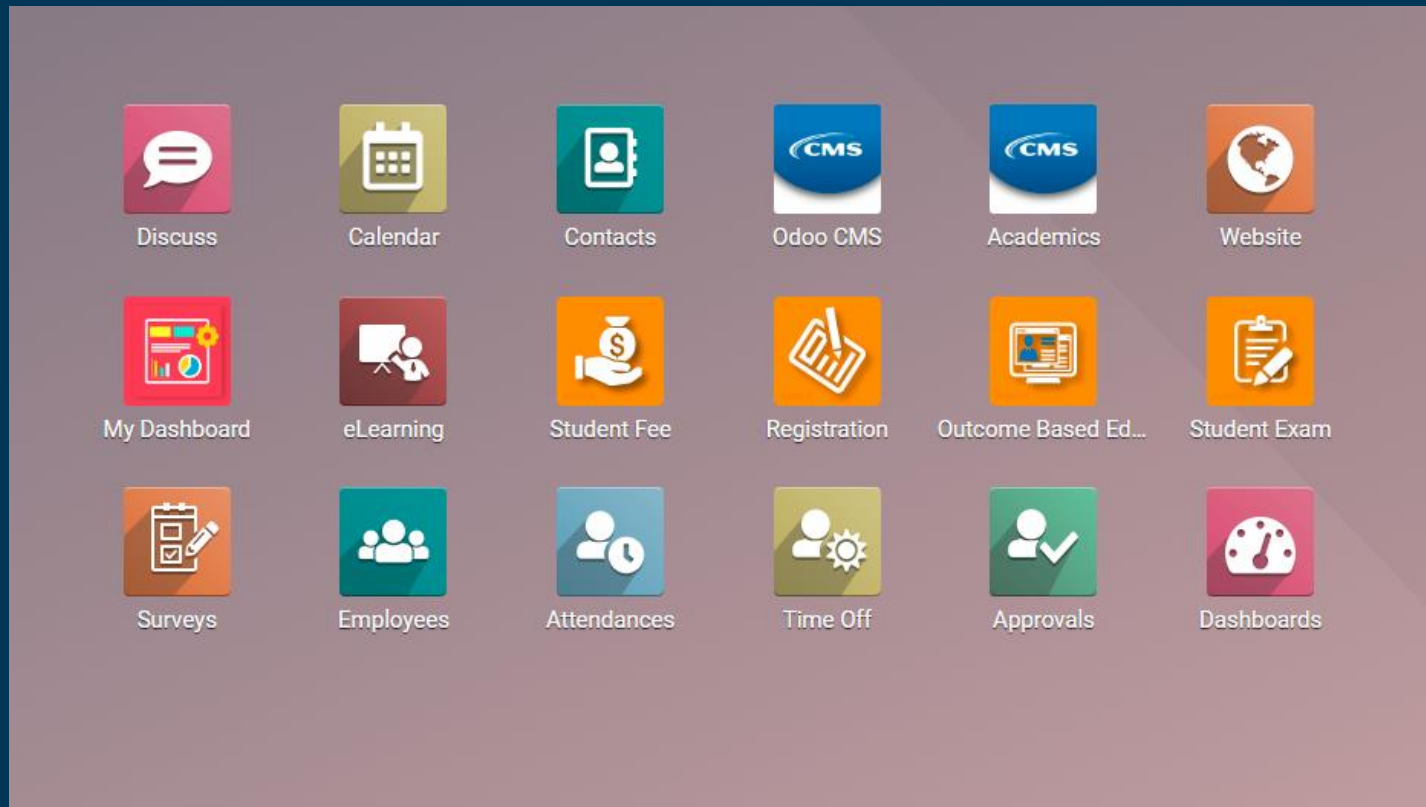 CMS
CMS
Discuss
Calendar
Contacts
Odoo CMS
Academics
Website
$
My Dashboard
eLearning
Student Fee
Registration
Outcome Based Ed...
Student Exam
Surveys
Employees
Attendances
Time Off
Approvals
Dashboards